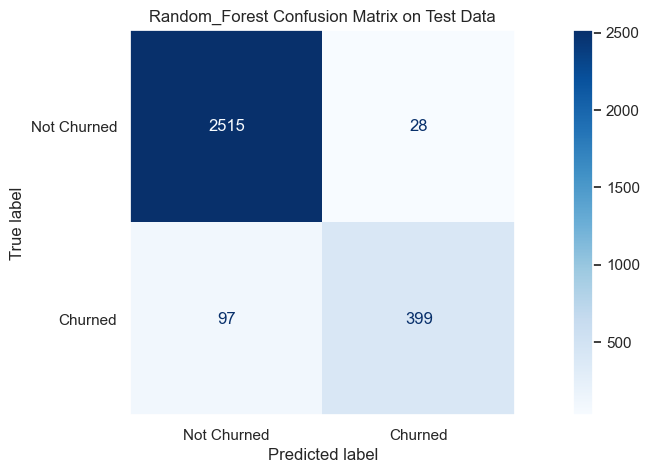 Random_Forest Confusion Matrix on Test Data
True label
Not Churned
2515
28
Churned
97
399
Not Churned
Churned
Predicted label
2500
2000
1500
1000
500